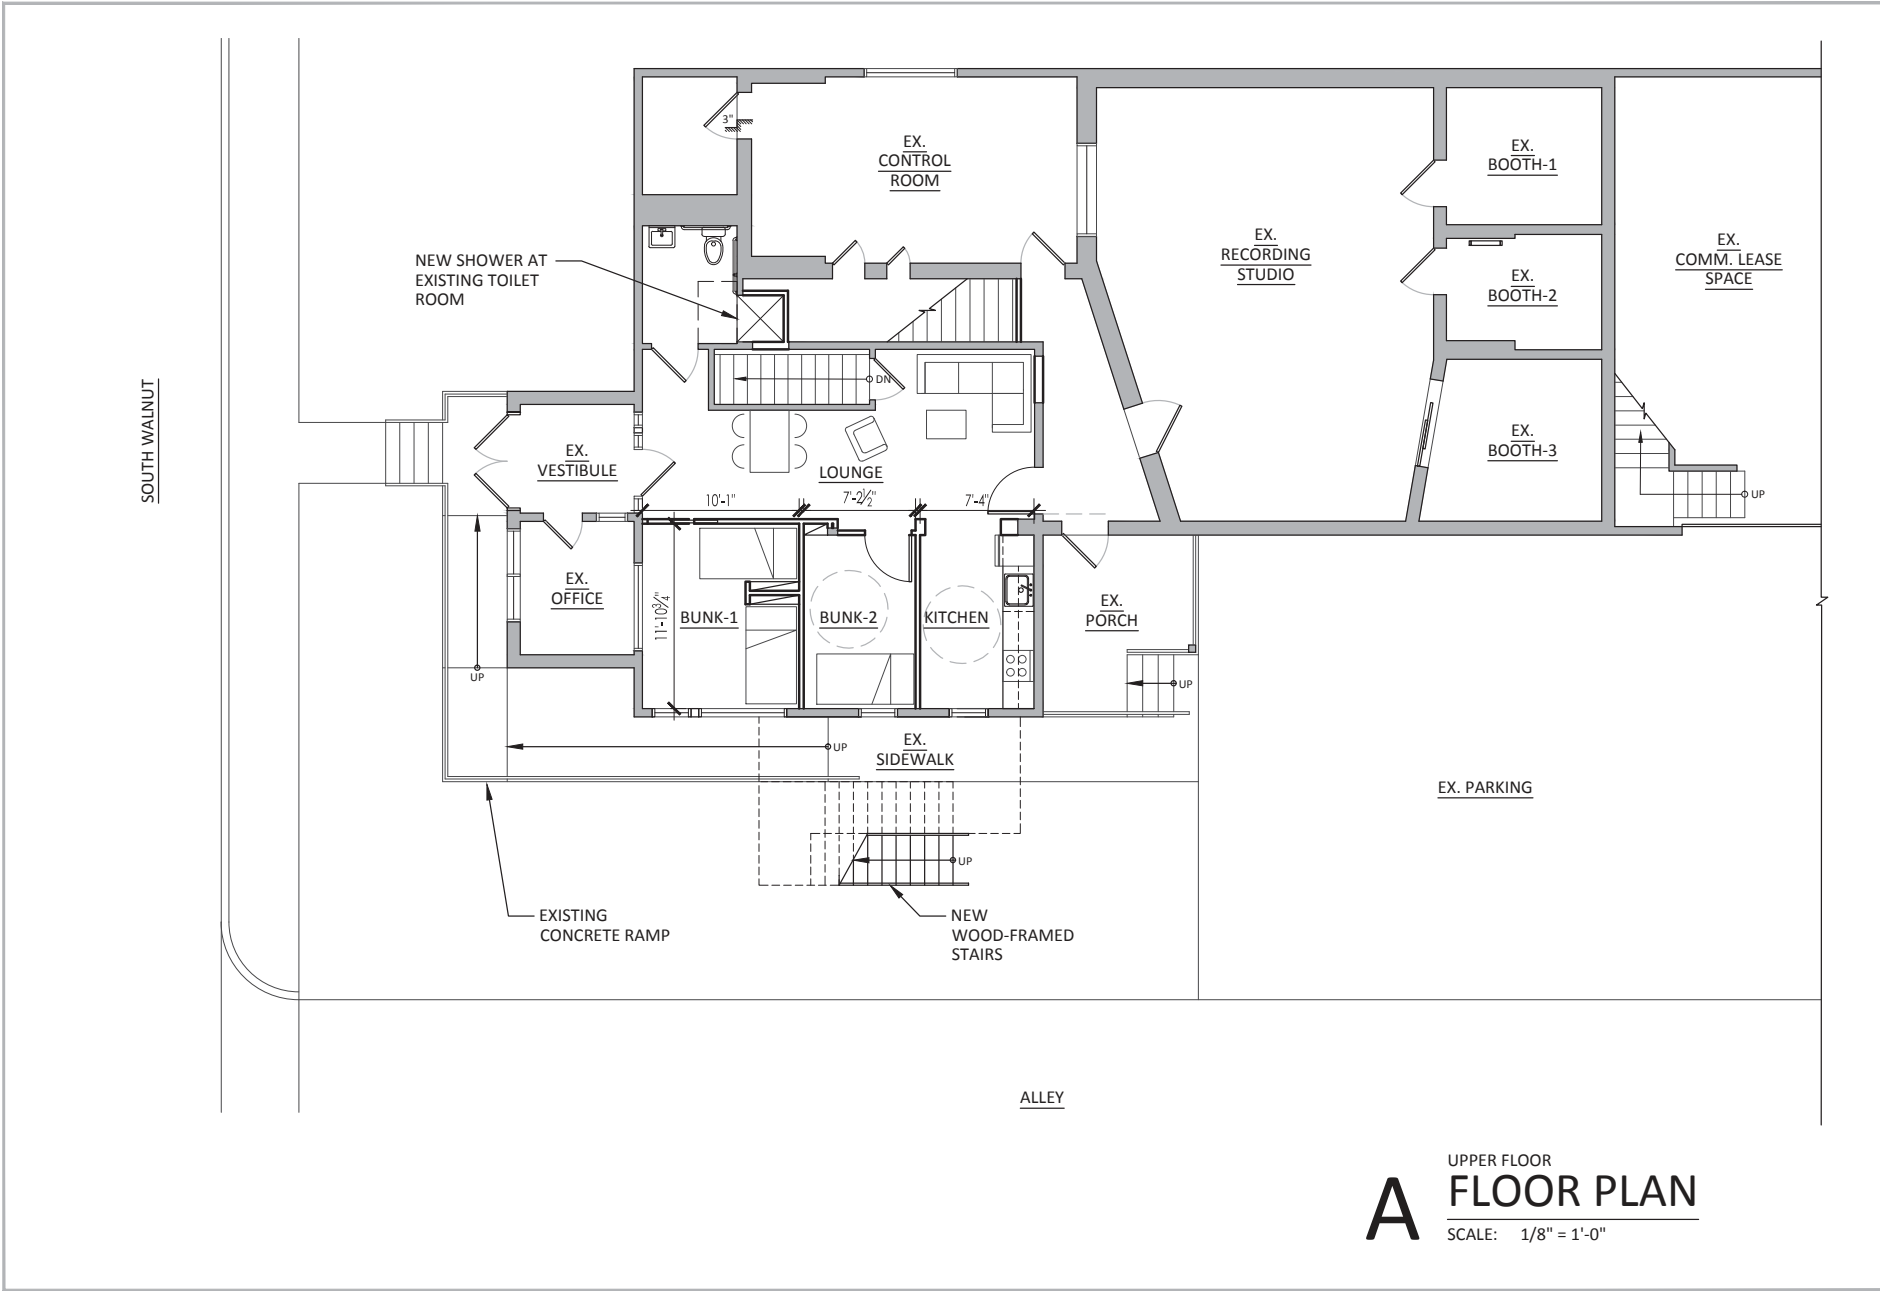 EX.
CONTROL
ROOM
3"
EX.
BOOTH-1
EX.
RECORDING
STUDIO
EX.
COMM. LEASE
SPACE
NEW SHOWER AT
EXISTING TOILET
ROOM
EX.
BOOTH-2
DN
SOUTH WALNUT
EX.
VESTIBULE
LOUNGE
EX.
BOOTH-3
10'-1"
7'-2½"
7'-4"
UP
EX.
OFFICE
11'-10¾"
BUNK-1
BUNK-2
KITCHEN
EX.
PORCH
UP
UP
UP
EX.
SIDEWALK
EX. PARKING
UP
EXISTING
CONCRETE RAMP
NEW
WOOD-FRAMED
STAIRS
ALLEY
A
UPPER FLOOR
FLOOR PLAN
SCALE: 1/8" = 1'-0"